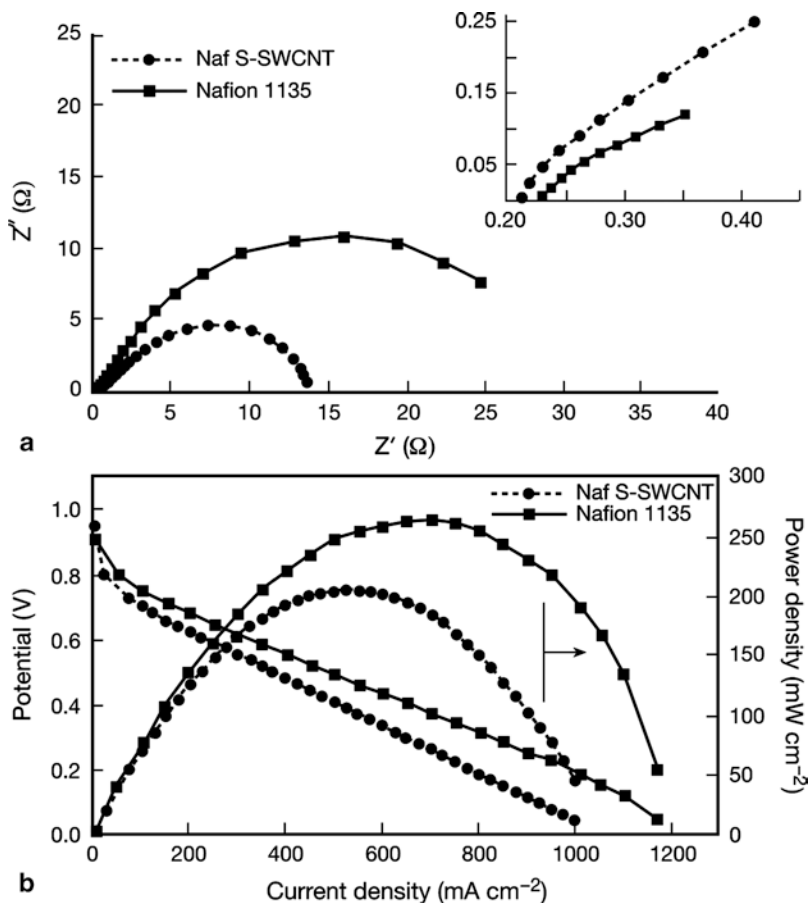 25
20
15
10
5
0
Z″ (Ω)
Naf S-SWCNT
Nafion 1135
0.25
0.15
0.05
0.20 0.30 0.40
0 5 10 15 20 25 30 35 40
a
Z′ (Ω)
1.0
0.8
0.6
0.4
0.2
0.0
Potential (V)
Naf S-SWCNT
Nafion 1135
300
250
200
150
100
50
0
Power density (mW cm−2)
0 200 400 600 800 1000 1200
b
Current density (mA cm−2)